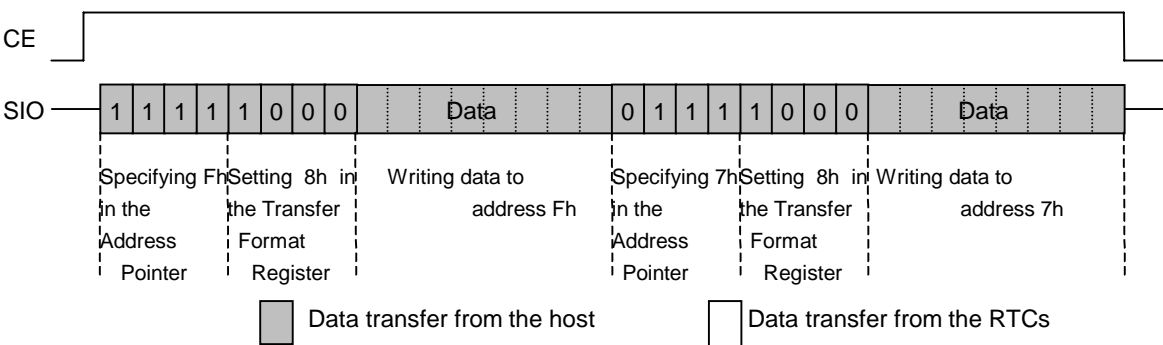 CE
SIO 1 1 1 1 1 0 0 0 Data 0 1 1 1 1 0 0 0 Data
Specifying Fh Setting 8h in Writing data to Specifying 7h Setting 8h in Writing data to
in the the Transfer address Fh in the the Transfer address 7h
Address Format Address Format
Pointer Register Pointer Register
Data transfer from the host Data transfer from the RTCs